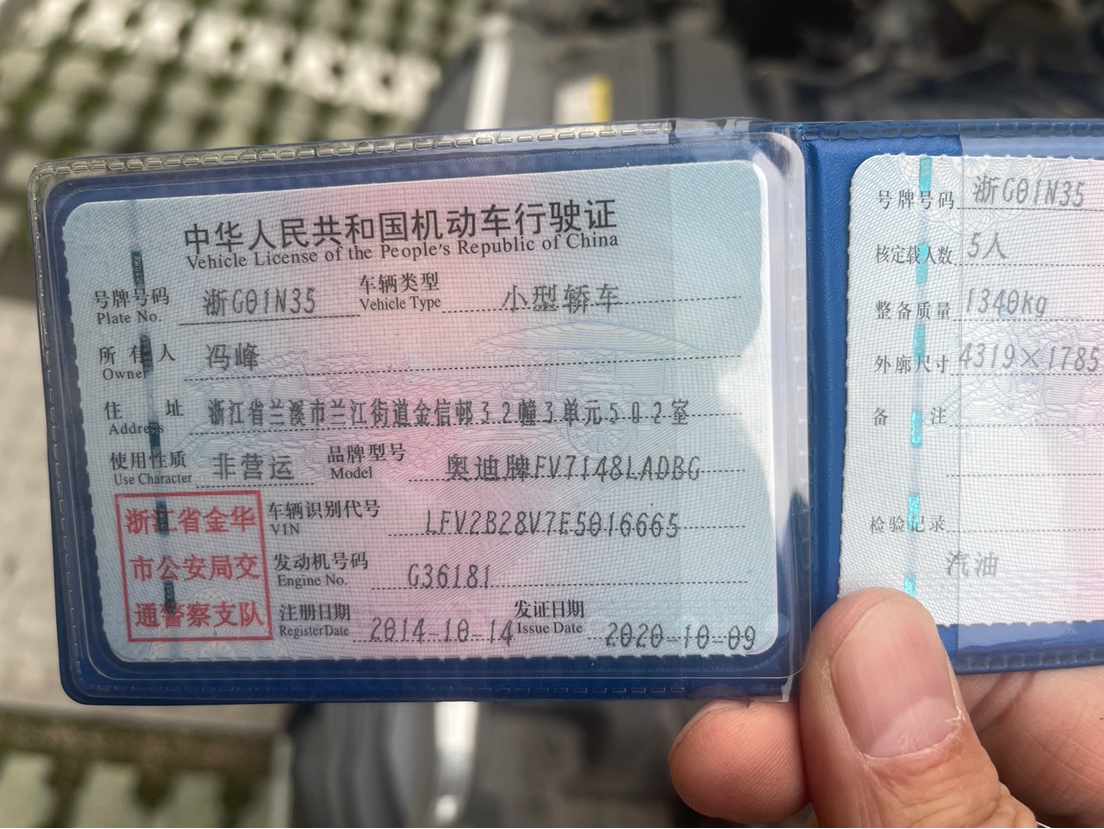 中华人民共和国机动车行驶证
Vehicle License of the People's Republic of China
号牌号码 浙G01N35 车辆类型 小型轿车
Plate No. Vehicle Type
所有人 冯峰
Owner
住址 浙江省兰溪市兰江街道金信邨32幢3单元502室
Address
使用性质 非营运 品牌型号 奥迪牌FV7148LADBG
Use Character Model
浙江省金华
市公安局交
通警察支队
车辆识别代号 LFV2B28V7E5016665
VIN
发动机号码 G36181
Engine No.
注册日期 2014-10-14 发证日期 2020-10-09
Register Date Issue Date
号牌号码 浙G01N35
核定载人数 5人
整备质量 1340kg
外廓尺寸 4319×1785
备注
检验记录
汽油